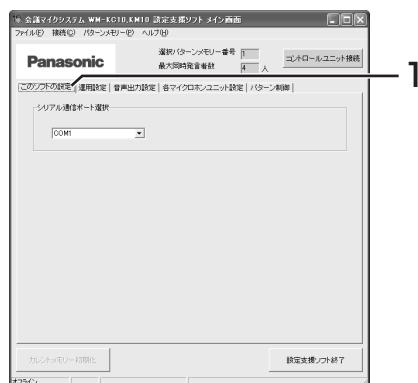 会議マイクシステム WM-KC10,KM10 設定支援ソフト メイン画面
ファイル(F) 接続(C) パターンメモリー(P) ヘルプ(H)
Panasonic
選択パターンメモリー番号 1
最大同時発言者数 4 人
コントロールユニット接続
1
このソフトの設定 運用設定 音声出力設定 各マイクロホンユニット設定 パターン制御
シリアル通信ポート選択
COM1
カレントメモリー初期化
設定支援ソフト終了
オフライン